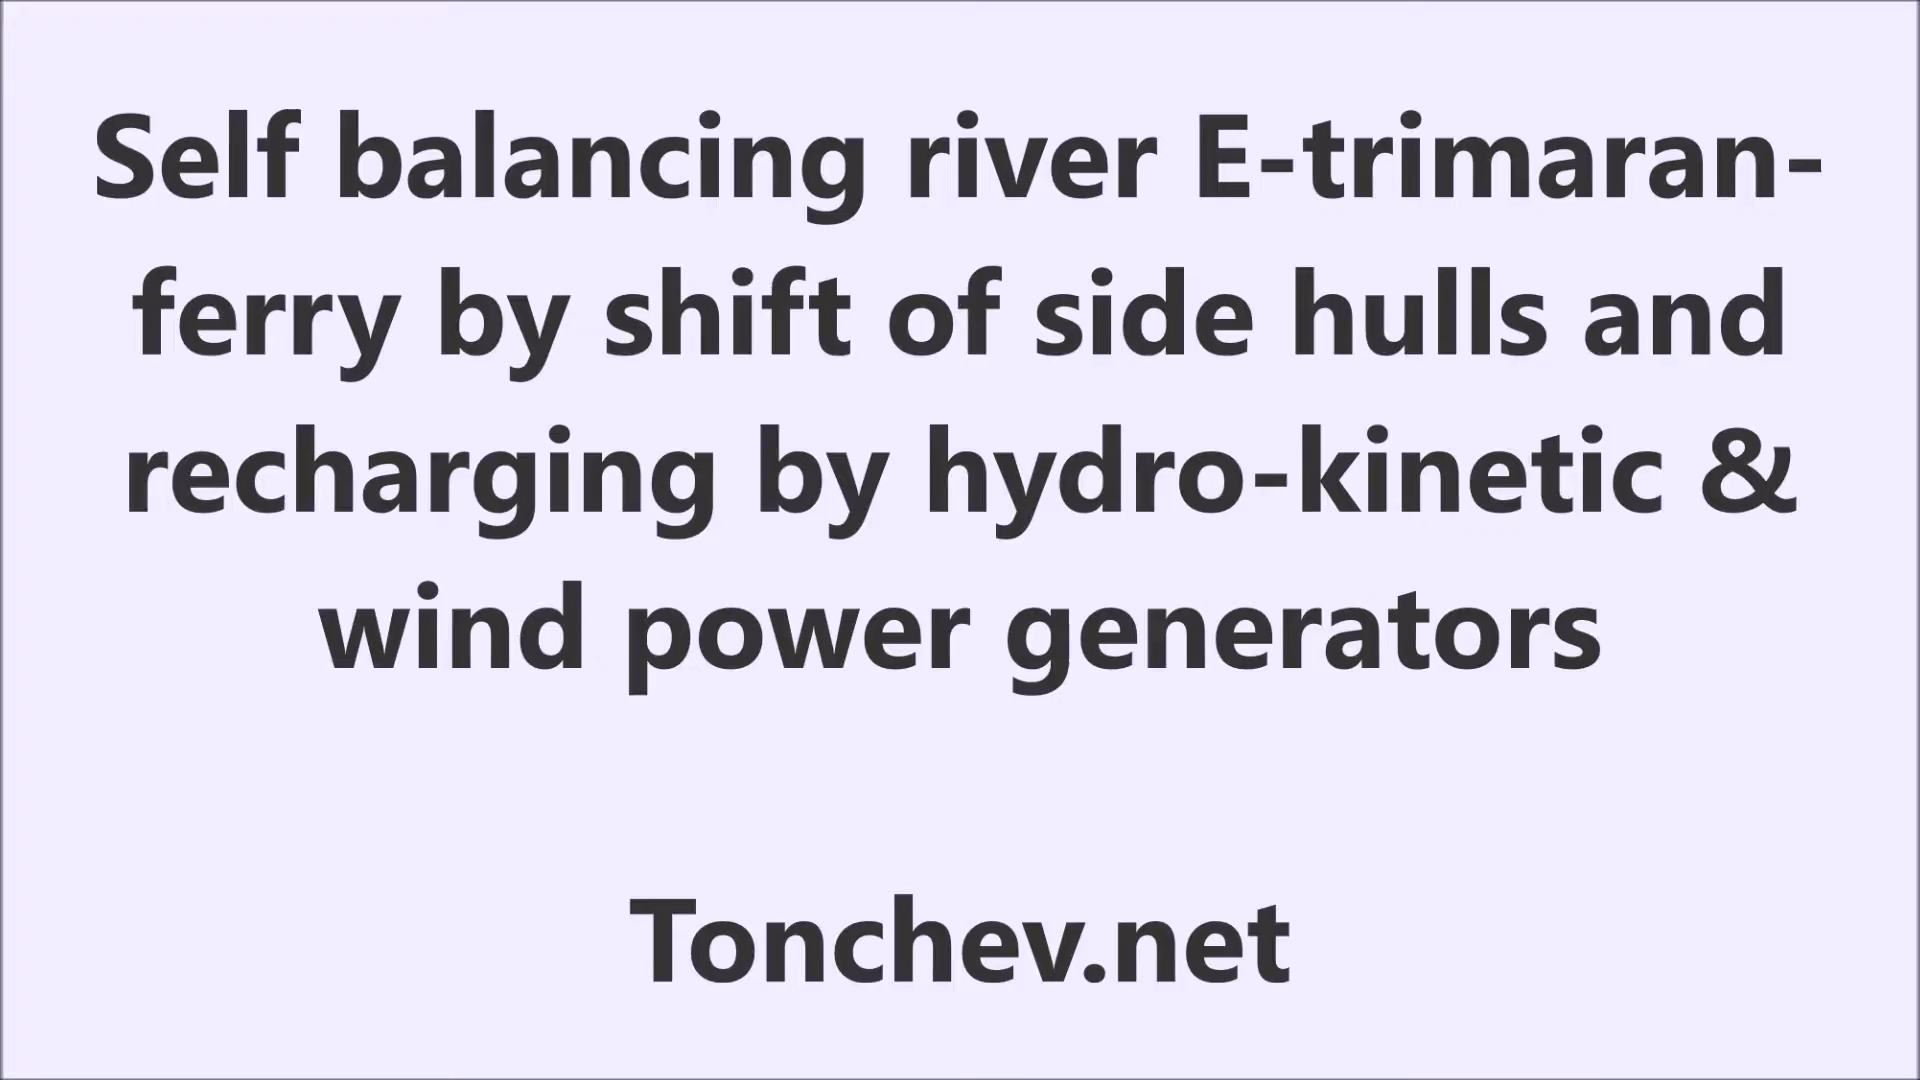 Self balancing river E-trimaran-
ferry by shift of side hulls and
recharging by hydro-kinetic &
wind power generators
Tonchev.net